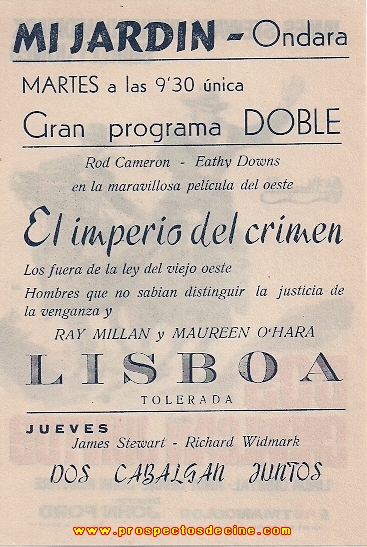 MI JARDIN - Ondara
MARTES a las 9'30 única
Gran programa DOBLE
Rod Cameron - Eathy Downs
en la maravillosa película del oeste
El imperio del crimen
Los fuera de la ley del viejo oeste
Hombres que no sabian distinguir la justicia de
la venganza y
RAY MILLAN y MAUREEN O'HARA
LISBOA
TOLERADA
JUEVES
James Stewart - Richard Widmark
DOS CABALGAN JUNTOS
JOHN FORD
www.prospectosdecine.com